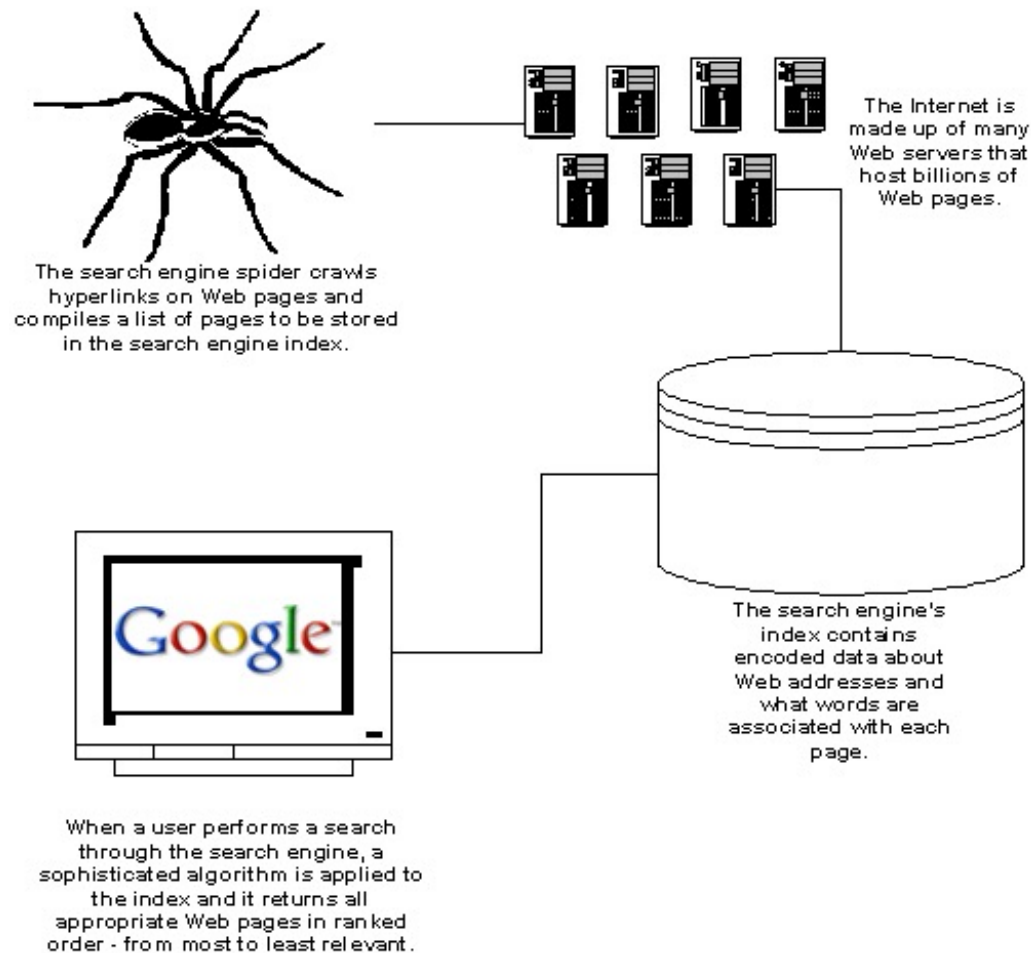 The Internet is
made up of many
Web servers that
host billions of
Web pages.
The search engine spider crawls
hyperlinks on Web pages and
compiles a list of pages to be stored
in the search engine index.
Google
The search engine's
index contains
encoded data about
Web addresses and
what words are
associated with each
page.
When a user performs a search
through the search engine, a
sophisticated algorithm is applied to
the index and it returns all
appropriate Web pages in ranked
order - from most to least relevant.